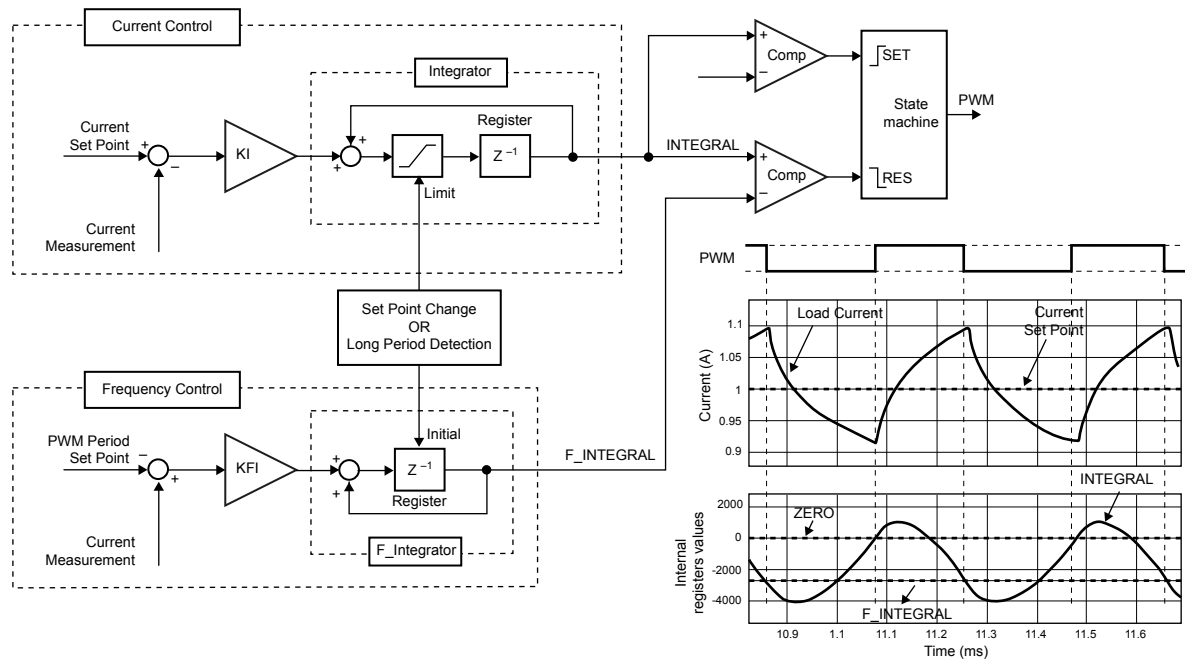 Current Control
Integrator
Current
Set Point
+
−
KI
+
+
Register
Z⁻¹
Limit
Current
Measurement
INTEGRAL
+
−
Comp
+
−
Comp
SET
State
machine
RES
PWM
Set Point Change
OR
Long Period Detection
Frequency Control
PWM Period
Set Point
−
+
KFI
+
+
Initial
Z⁻¹
Register
F_Integrator
Current
Measurement
F_INTEGRAL
PWM
Current (A)
1.1
1.05
1
0.95
0.9
Load Current
Current
Set Point
Internal
registers values
2000
0
-2000
-4000
ZERO
INTEGRAL
F_INTEGRAL
10.9 1.1 11.1 11.2 11.3 11.4 11.5 11.6
Time (ms)